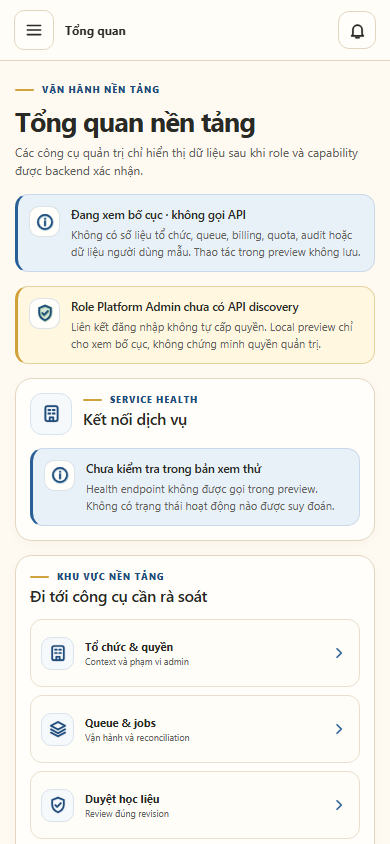 Tổng quan
VẬN HÀNH NỀN TẢNG
Tổng quan nền tảng
Các công cụ quản trị chỉ hiển thị dữ liệu sau khi role và capability
được backend xác nhận.
Đang xem bố cục · không gọi API
Không có số liệu tổ chức, queue, billing, quota, audit hoặc
dữ liệu người dùng mẫu. Thao tác trong preview không lưu.
Role Platform Admin chưa có API discovery
Liên kết đăng nhập không tự cấp quyền. Local preview chỉ
cho xem bố cục, không chứng minh quyền quản trị.
SERVICE HEALTH
Kết nối dịch vụ
Chưa kiểm tra trong bản xem thử
Health endpoint không được gọi trong preview.
Không có trạng thái hoạt động nào được suy đoán.
KHU VỰC NỀN TẢNG
Đi tới công cụ cần rà soát
Tổ chức & quyền
Context và phạm vi admin
Queue & jobs
Vận hành và reconciliation
Duyệt học liệu
Review đúng revision